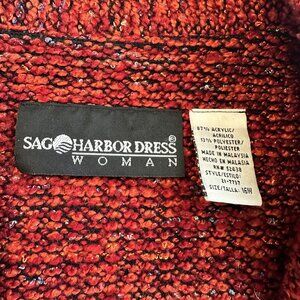 SAG HARBOR DRESS®
WOMAN
87% ACRYLIC/
ACRILICO
13% POLYESTER/
POLIESTER
MADE IN MALAYSIA
HECHO EN MALASIA
RN# 52038
STYLE/ESTILO:
SIZE/TALLA: 16W